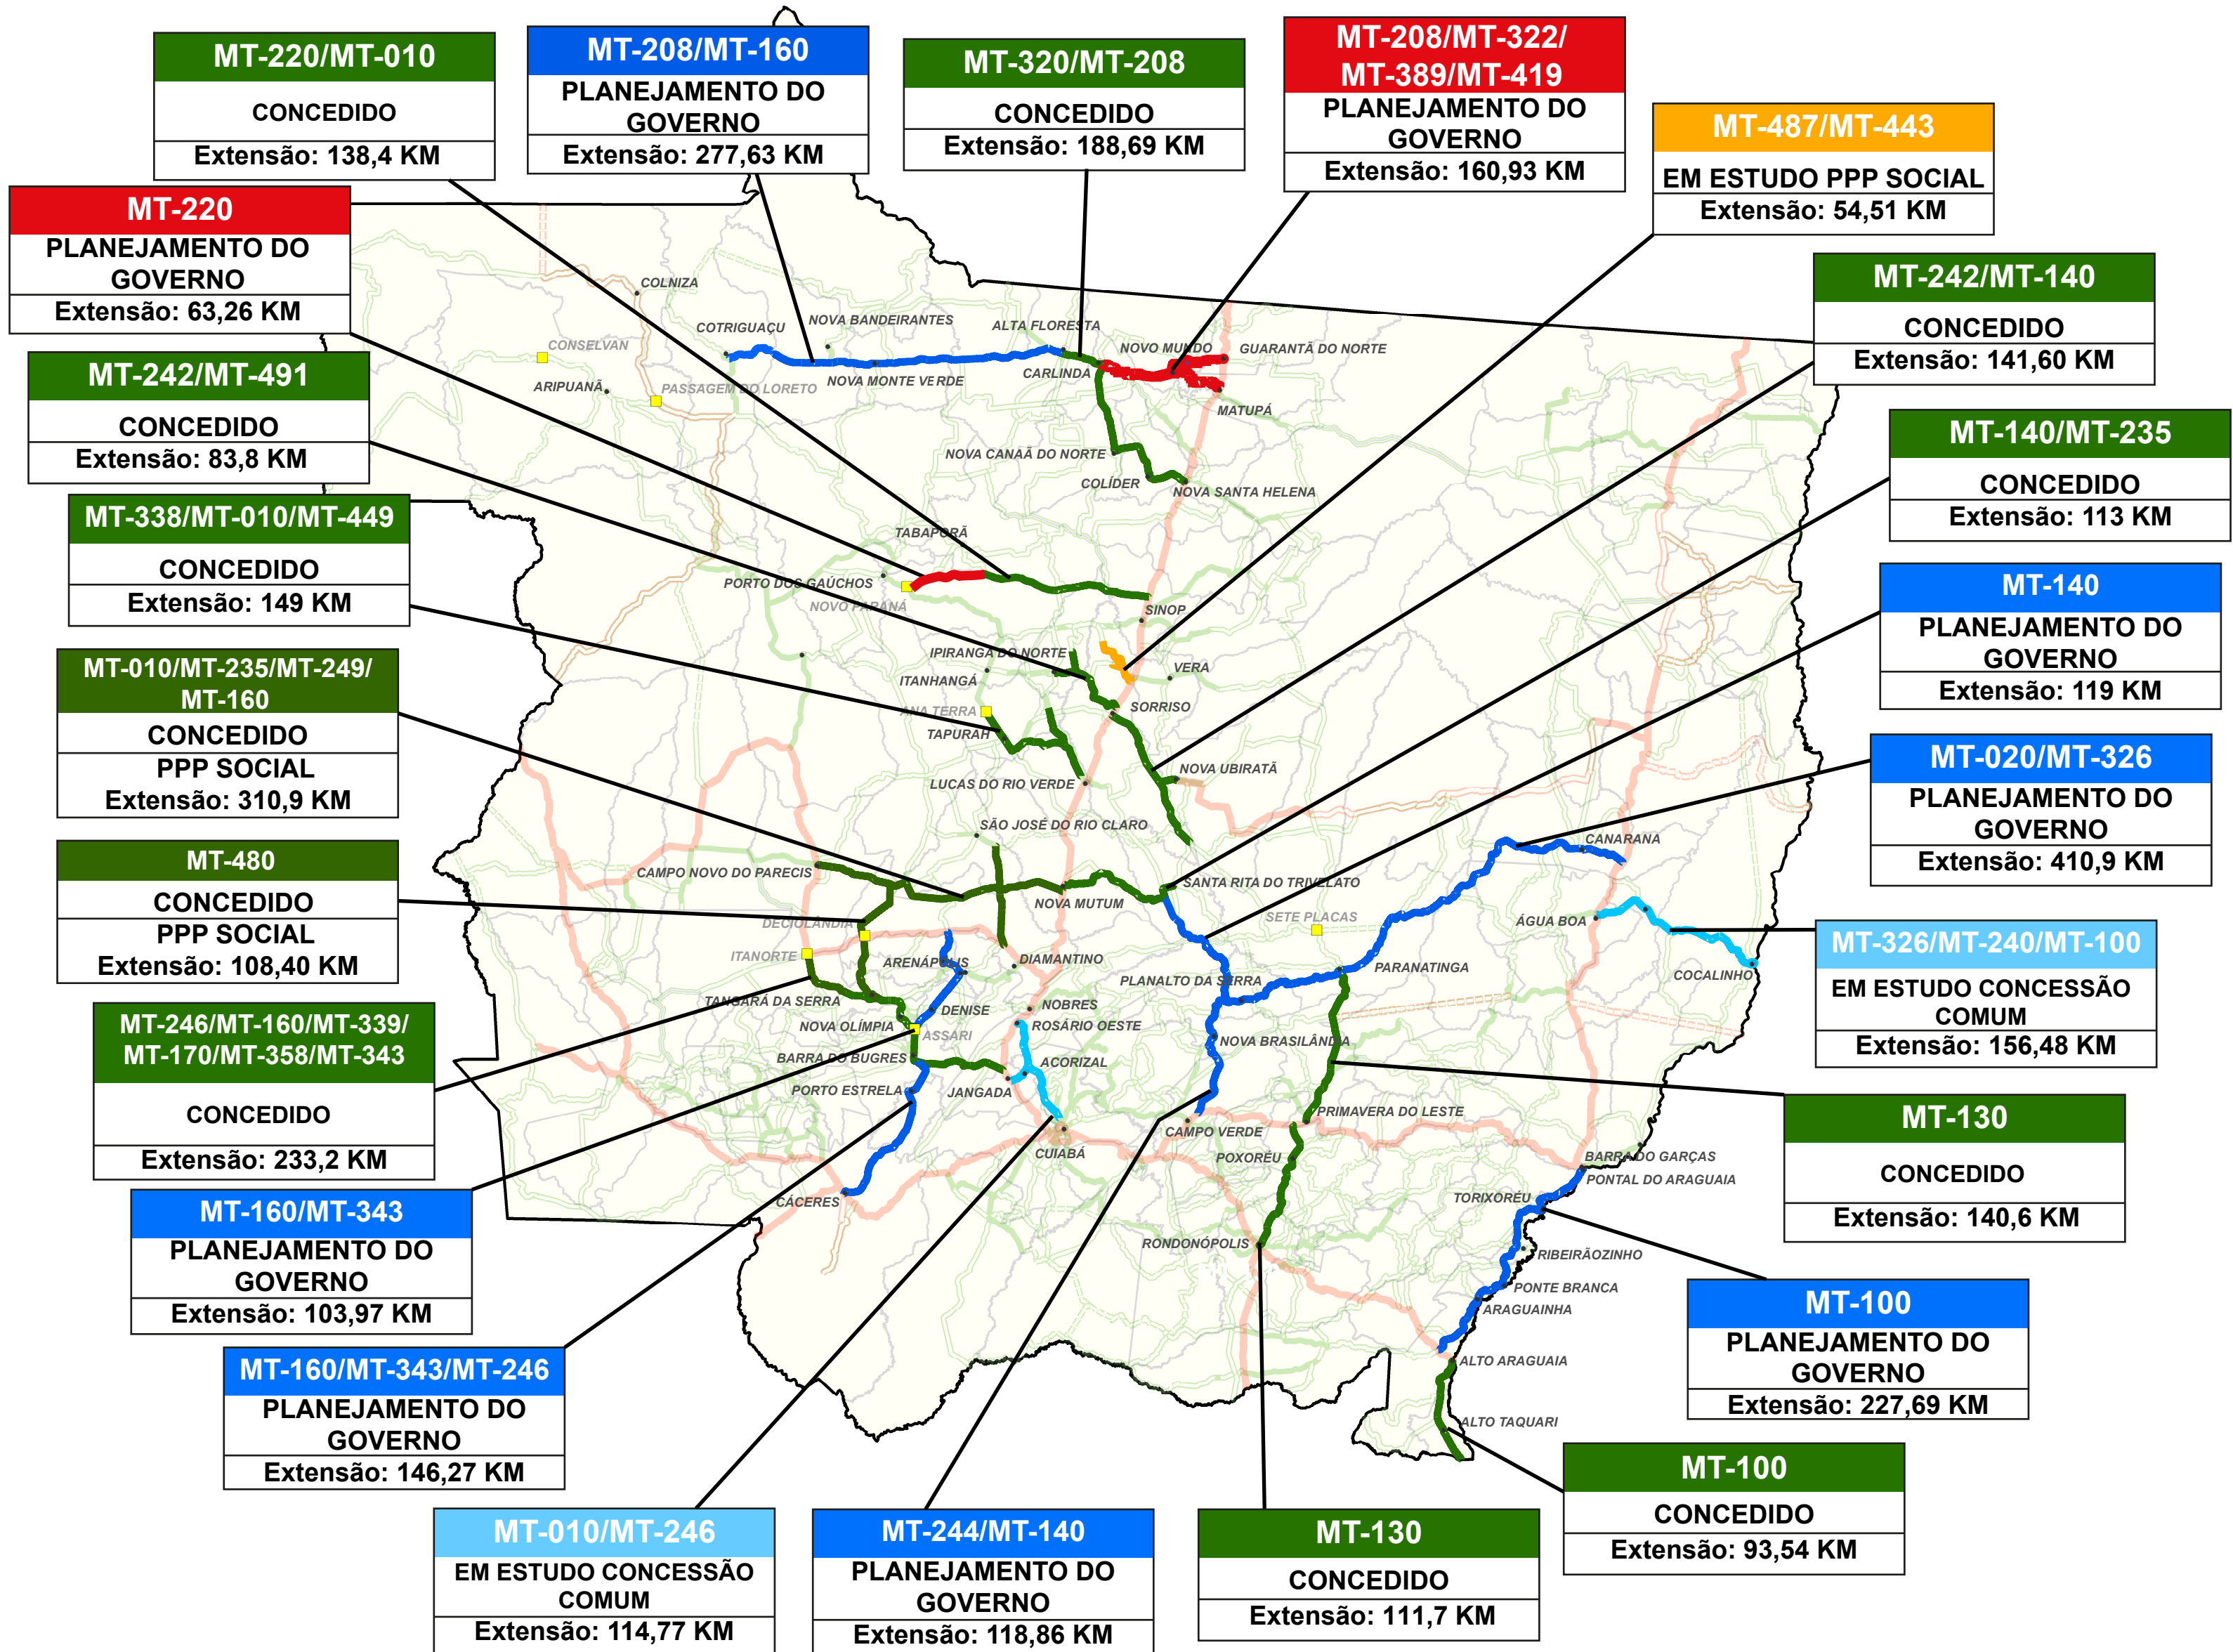 MT-220/MT-010
CONCEDIDO
Extensão: 138,4 KM
MT-208/MT-160
PLANEJAMENTO DO
GOVERNO
Extensão: 277,63 KM
MT-320/MT-208
CONCEDIDO
Extensão: 188,69 KM
MT-208/MT-322/
MT-389/MT-419
PLANEJAMENTO DO
GOVERNO
Extensão: 160,93 KM
MT-487/MT-443
EM ESTUDO PPP SOCIAL
Extensão: 54,51 KM
MT-220
PLANEJAMENTO DO
GOVERNO
Extensão: 63,26 KM
MT-242/MT-140
CONCEDIDO
Extensão: 141,60 KM
MT-242/MT-491
CONCEDIDO
Extensão: 83,8 KM
MT-140/MT-235
CONCEDIDO
Extensão: 113 KM
MT-338/MT-010/MT-449
CONCEDIDO
Extensão: 149 KM
MT-140
PLANEJAMENTO DO
GOVERNO
Extensão: 119 KM
MT-010/MT-235/MT-249/
MT-160
CONCEDIDO
PPP SOCIAL
Extensão: 310,9 KM
MT-020/MT-326
PLANEJAMENTO DO
GOVERNO
Extensão: 410,9 KM
MT-480
CONCEDIDO
PPP SOCIAL
Extensão: 108,40 KM
MT-326/MT-240/MT-100
EM ESTUDO CONCESSÃO
COMUM
Extensão: 156,48 KM
MT-246/MT-160/MT-339/
MT-170/MT-358/MT-343
CONCEDIDO
Extensão: 233,2 KM
MT-130
CONCEDIDO
Extensão: 140,6 KM
MT-160/MT-343
PLANEJAMENTO DO
GOVERNO
Extensão: 103,97 KM
MT-100
PLANEJAMENTO DO
GOVERNO
Extensão: 227,69 KM
MT-160/MT-343/MT-246
PLANEJAMENTO DO
GOVERNO
Extensão: 146,27 KM
MT-100
CONCEDIDO
Extensão: 93,54 KM
MT-010/MT-246
EM ESTUDO CONCESSÃO
COMUM
Extensão: 114,77 KM
MT-244/MT-140
PLANEJAMENTO DO
GOVERNO
Extensão: 118,86 KM
MT-130
CONCEDIDO
Extensão: 111,7 KM
COLNIZA
COTRIGUAÇU
NOVA BANDEIRANTES
ALTA FLORESTA
CONSELVAN
NOVO MUNDO
GUARANTÃ DO NORTE
CARLINDA
NOVA MONTE VERDE
ARIPUANÃ
PASSAGEM DO LORETO
MATUPÁ
NOVA CANAÃ DO NORTE
COLÍDER
NOVA SANTA HELENA
TABAPORÃ
PORTO DOS GAÚCHOS
NOVO PARANÁ
SINOP
IPIRANGA DO NORTE
VERA
ITANHANGÁ
ANA TERRA
SORRISO
TAPURAH
NOVA UBIRATÃ
LUCAS DO RIO VERDE
SÃO JOSÉ DO RIO CLARO
CANARANA
CAMPO NOVO DO PARECIS
SANTA RITA DO TRIVELATO
NOVA MUTUM
SETE PLACAS
ÁGUA BOA
DECIOLÂNDIA
ITANORTE
ARENÁPOLIS
DIAMANTINO
PARANATINGA
COCALINHO
PLANALTO DA SERRA
TANGARÁ DA SERRA
DENISE
NOBRES
NOVA OLÍMPIA
ASSARI
ROSÁRIO OESTE
NOVA BRASILÂNDIA
BARRA DO BUGRES
ACORIZAL
PORTO ESTRELA
JANGADA
PRIMAVERA DO LESTE
CAMPO VERDE
CUIABÁ
POXORÉU
BARRA DO GARÇAS
PONTAL DO ARAGUAIA
CÁCERES
TORIXORÉU
RONDONÓPOLIS
RIBEIRÃOZINHO
PONTE BRANCA
ARAGUAINHA
ALTO ARAGUAIA
ALTO TAQUARI